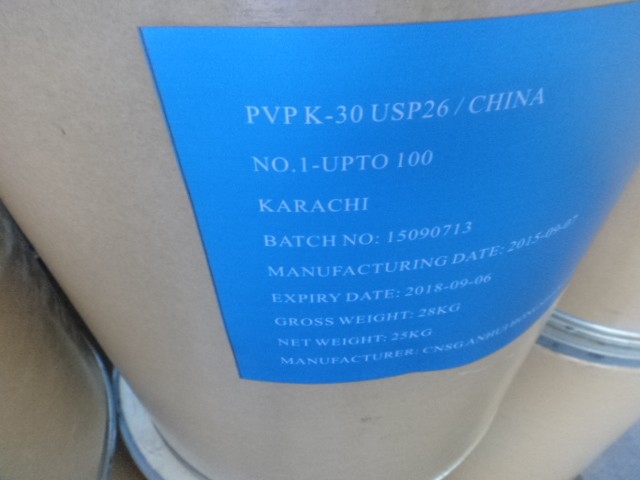 PVP K-30 USP26 / CHINA
NO.1-UPTO 100
KARACHI
BATCH NO: 15090713
MANUFACTURING DATE: 2015-09-07
EXPIRY DATE: 2018-09-06
GROSS WEIGHT: 28KG
NET WEIGHT: 25KG
MANUFACTURER: CNSG ANHUI